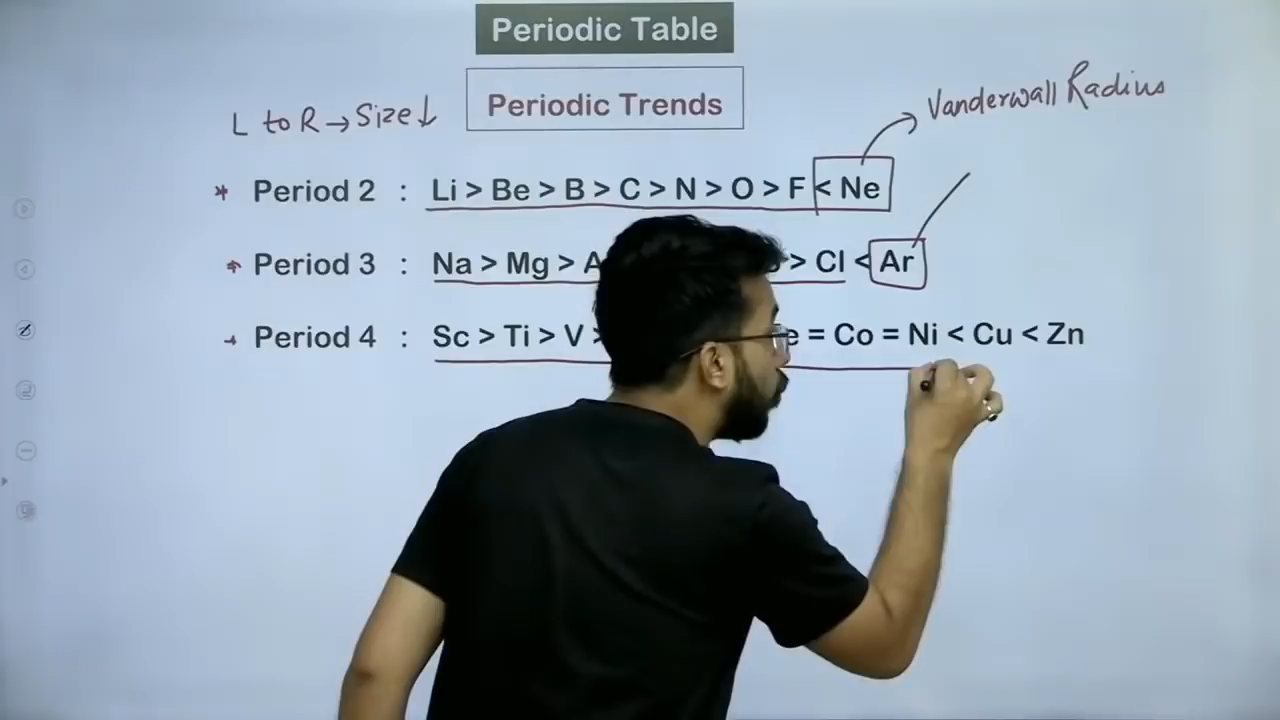 Periodic Table
Periodic Trends
L to R → Size ↓
Vanderwall Radius
* Period 2 : Li > Be > B > C > N > O > F < Ne
* Period 3 : Na > Mg > > Cl < Ar
Period 4 : Sc > Ti > V > = Co = Ni < Cu < Zn